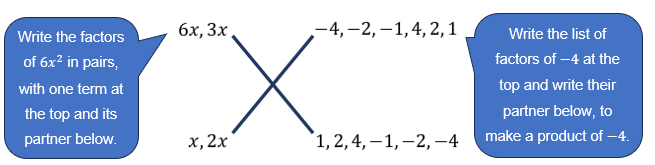 Write the factors
of 6x² in pairs,
with one term at
the top and its
partner below.
6x, 3x
x, 2x
−4, −2, −1, 4, 2, 1
1, 2, 4, −1, −2, −4
Write the list of
factors of −4 at the
top and write their
partner below, to
make a product of −4.